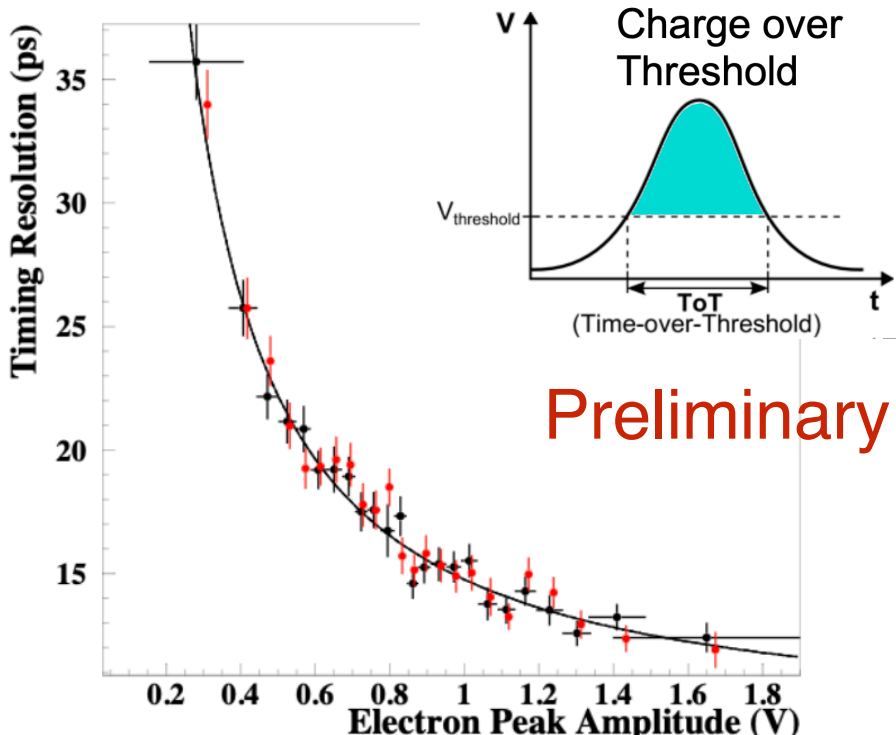 Timing Resolution (ps)
35
30
25
20
15
0.2 0.4 0.6 0.8 1 1.2 1.4 1.6 1.8
Electron Peak Amplitude (V)
V
Charge over
Threshold
Vthreshold
ToT
t
(Time-over-Threshold)
Preliminary